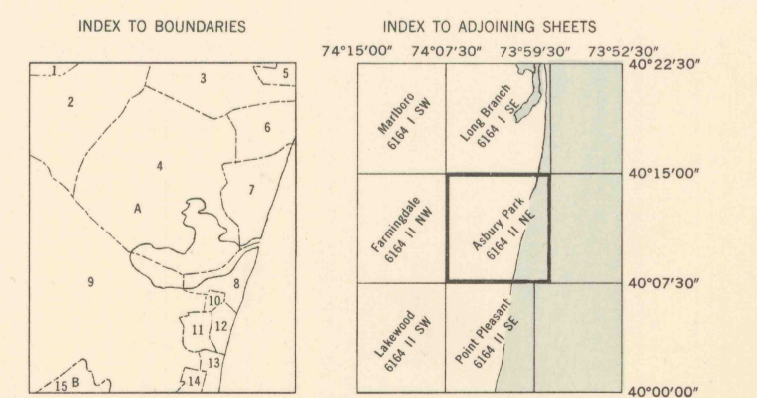 INDEX TO BOUNDARIES
1
2
3
5
6
4
7
A
9
8
10
11
12
13
14
15 B
INDEX TO ADJOINING SHEETS
74°15'00" 74°07'30" 73°59'30" 73°52'30"
40°22'30"
Marlboro
6164 I SW
Long Branch
6164 I SE
40°15'00"
Farmingdale
6164 II NW
Asbury Park
6164 II NE
40°07'30"
Lakewood
6164 II SW
Point Pleasant
6164 II SE
40°00'00"